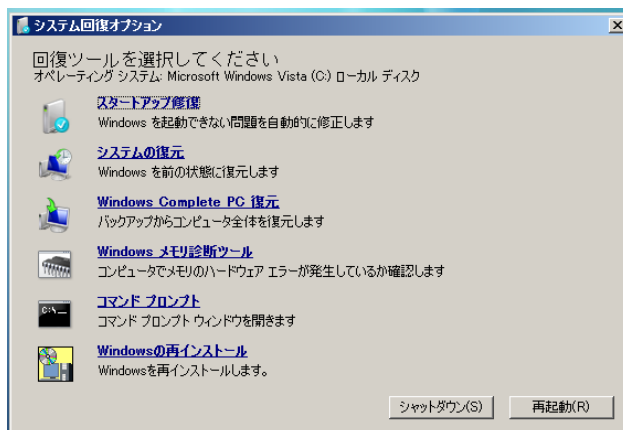 システム回復オプション
回復ツールを選択してください
オペレーティング システム: Microsoft Windows Vista (C:) ローカル ディスク
スタートアップ修復
Windows を起動できない問題を自動的に修正します
システムの復元
Windows を前の状態に復元します
Windows Complete PC 復元
バックアップからコンピュータ全体を復元します
Windows メモリ診断ツール
コンピュータでメモリのハードウェア エラーが発生しているか確認します
C:\_
コマンド プロンプト
コマンド プロンプト ウィンドウを開きます
Windowsの再インストール
Windowsを再インストールします。
シャットダウン(S)
再起動(R)